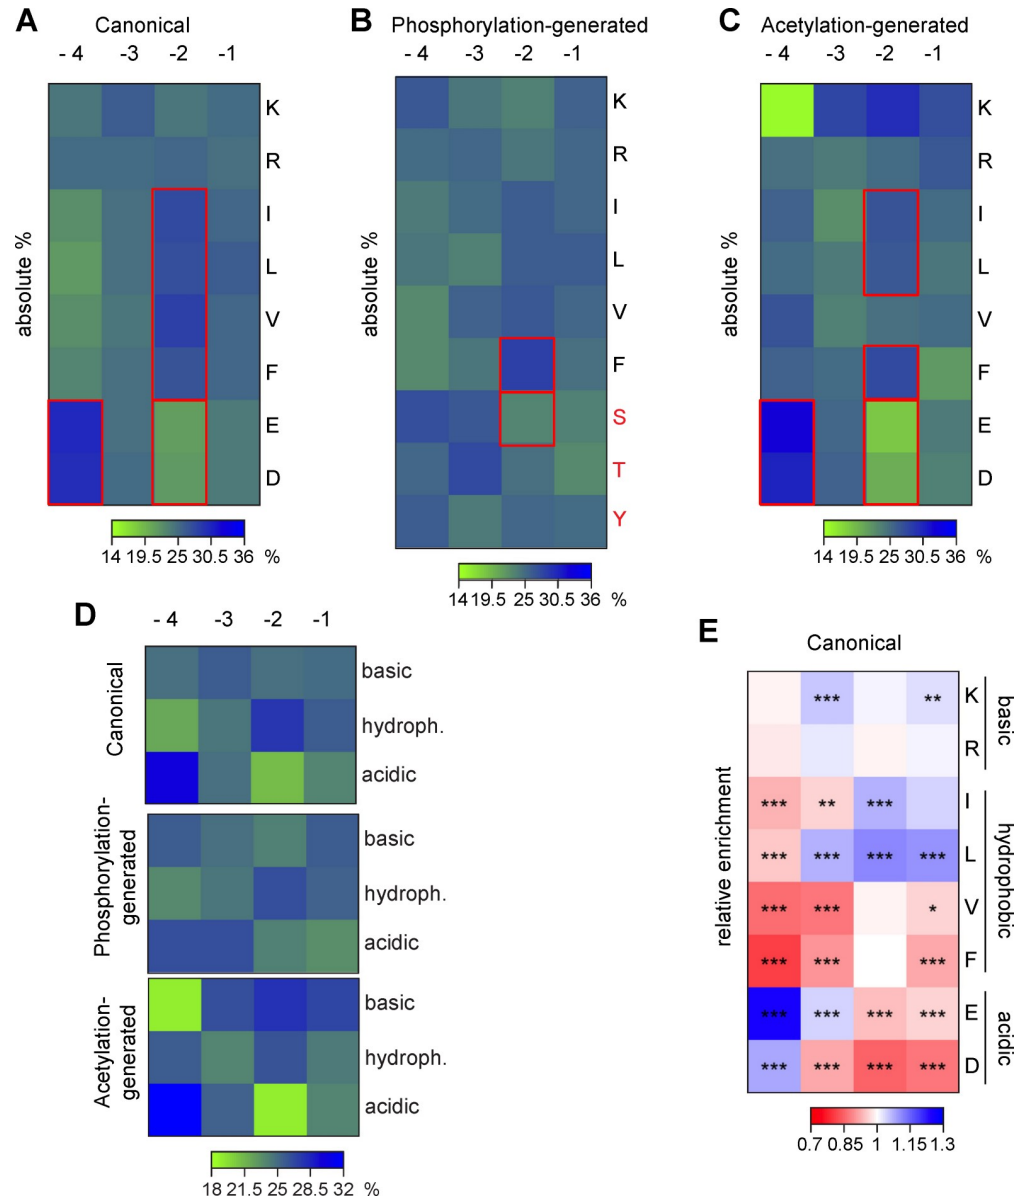 A
Canonical
- 4 -3 -2 -1
absolute %
K
R
I
L
V
F
E
D
14 19.5 25 30.5 36 %
B
Phosphorylation-generated
- 4 -3 -2 -1
absolute %
K
R
I
L
V
F
S
T
Y
14 19.5 25 30.5 36 %
C
Acetylation-generated
- 4 -3 -2 -1
absolute %
K
R
I
L
V
F
E
D
14 19.5 25 30.5 36 %
D
- 4 -3 -2 -1
Canonical
basic
hydroph.
acidic
Phosphorylation-
generated
basic
hydroph.
acidic
Acetylation-
generated
basic
hydroph.
acidic
18 21.5 25 28.5 32 %
E
Canonical
relative enrichment
*** ** K
R
*** ** *** I
*** *** *** *** L
*** *** * V
*** *** *** F
*** *** *** *** E
*** *** *** *** D
basic
hydrophobic
acidic
0.7 0.85 1 1.15 1.3